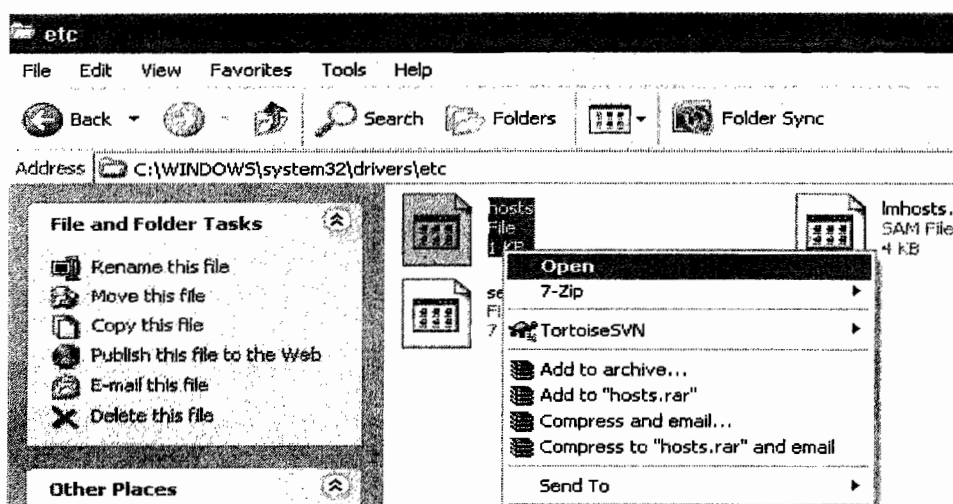 etc
File Edit View Favorites Tools Help
Back Search Folders Folder Sync
Address C:\WINDOWS\system32\drivers\etc
File and Folder Tasks
Rename this file
Move this file
Copy this file
Publish this file to the Web
E-mail this file
Delete this file
Other Places
hosts
File
1 KB
lmhosts.
SAM File
4 KB
se
Fi
7
Open
7-Zip
TortoiseSVN
Add to archive...
Add to "hosts.rar"
Compress and email...
Compress to "hosts.rar" and email
Send To